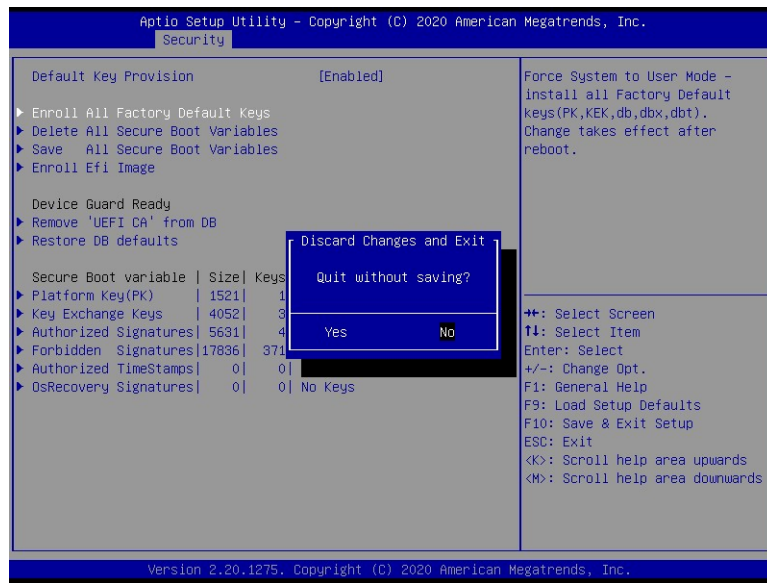 Aptio Setup Utility – Copyright (C) 2020 American Megatrends, Inc.
Security
Default Key Provision [Enabled]
Enroll All Factory Default Keys
Delete All Secure Boot Variables
Save All Secure Boot Variables
Enroll Efi Image
Device Guard Ready
Remove 'UEFI CA' from DB
Restore DB defaults
Secure Boot variable | Size| Keys
Platform Key(PK) | 1521| 1
Key Exchange Keys | 4052| 3
Authorized Signatures| 5631| 4
Forbidden Signatures|17836| 371
Authorized TimeStamps| 0| 0|
OsRecovery Signatures| 0| 0| No Keys
Discard Changes and Exit
Quit without saving?
Yes No
Force System to User Mode –
install all Factory Default
keys(PK,KEK,db,dbx,dbt).
Change takes effect after
reboot.
→←: Select Screen
↑↓: Select Item
Enter: Select
+/-: Change Opt.
F1: General Help
F9: Load Setup Defaults
F10: Save & Exit Setup
ESC: Exit
<K>: Scroll help area upwards
<M>: Scroll help area downwards
Version 2.20.1275. Copyright (C) 2020 American Megatrends, Inc.